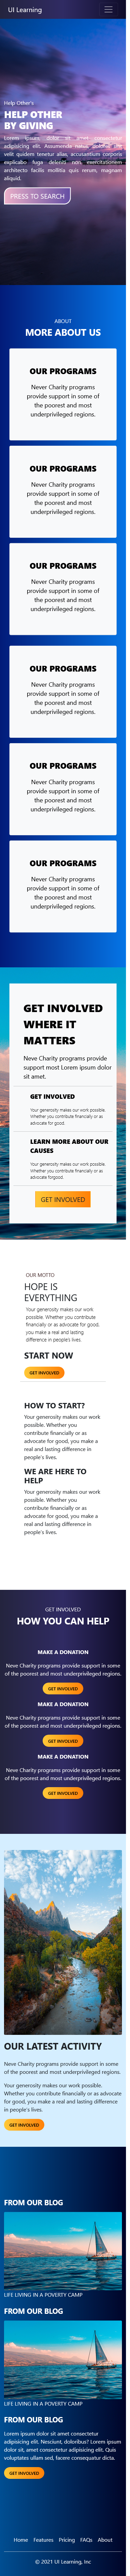 UI Learning
Help Other's
HELP OTHER
BY GIVING
Lorem ipsum, dolor sit amet consectetur
adipisicing elit. Assumenda natus
velit quidem tenetur aliae, accusantium corporis
explicabo fuga deleniti non exercitationem
architecto facilis mollitia quis rerum, magnam
aliquid.
PRESS TO SEARCH
ABOUT
MORE ABOUT US
OUR PROGRAMS
Never Charity programs
provide support in some of
the poorest and most
underprivileged regions.
OUR PROGRAMS
Never Charity programs
provide support in some of
the poorest and most
underprivileged regions.
OUR PROGRAMS
Never Charity programs
provide support in some of
the poorest and most
underprivileged regions.
OUR PROGRAMS
Never Charity programs
provide support in some of
the poorest and most
underprivileged regions.
OUR PROGRAMS
Never Charity programs
provide support in some of
the poorest and most
underprivileged regions.
OUR PROGRAMS
Never Charity programs
provide support in some of
the poorest and most
underprivileged regions.
GET INVOLVED
WHERE IT
MATTERS
Neve Charity programs provide
support in most Lorem ipsum dolor
sit amet.
GET INVOLVED
Your generosity makes our work possible.
Whether you contribute financially or as
advocate for good.
LEARN MORE ABOUT OUR
CAUSES
Your generosity makes our work possible.
Whether you contribute financially or as
advocate forgood.
GET INVOLVED
OUR MOTTO
HOPE IS
EVERYTHING
Your generosity makes our work
possible. Whether you contribute
financially or as advocate for good,
you make a real and lasting
difference in people's lives.
START NOW
GET INVOLVED
HOW TO START?
Your generosity makes our work
possible. Whether you
contribute financially or as
advocate for good, you make a
real and lasting difference in
people's lives.
WE ARE HERE TO
HELP
Your generosity makes our work
possible. Whether you
contribute financially or as
advocate for good, you make a
real and lasting difference in
people's lives.
GET INVOLVED
HOW YOU CAN HELP
MAKE A DONATION
Neve Charity programs provide support in some
of the poorest and most underprivileged regions.
GET INVOLVED
MAKE A DONATION
Neve Charity programs provide support in some
of the poorest and most underprivileged regions.
GET INVOLVED
MAKE A DONATION
Neve Charity programs provide support in some
of the poorest and most underprivileged regions.
GET INVOLVED
OUR LATEST ACTIVITY
Neve Charity programs provide support in some
of the poorest and most underprivileged regions.
Your generosity makes our work possible.
Whether you contribute financially or as advocate
for good, you make a real and lasting difference
in people's lives.
GET INVOLVED
FROM OUR BLOG
LIFE LIVING IN A POVERTY CAMP
FROM OUR BLOG
LIFE LIVING IN A POVERTY CAMP
FROM OUR BLOG
Lorem ipsum dolor sit amet consectetur
adipisicing elit. Nesciunt, doloribus? Lorem ipsum
dolor sit, amet consectetur adipisicing elit. Quis
voluptates ullam sed, facere consequatur dicta.
GET INVOLVED
Home Features Pricing FAQs About
© 2021 UI Learning, Inc